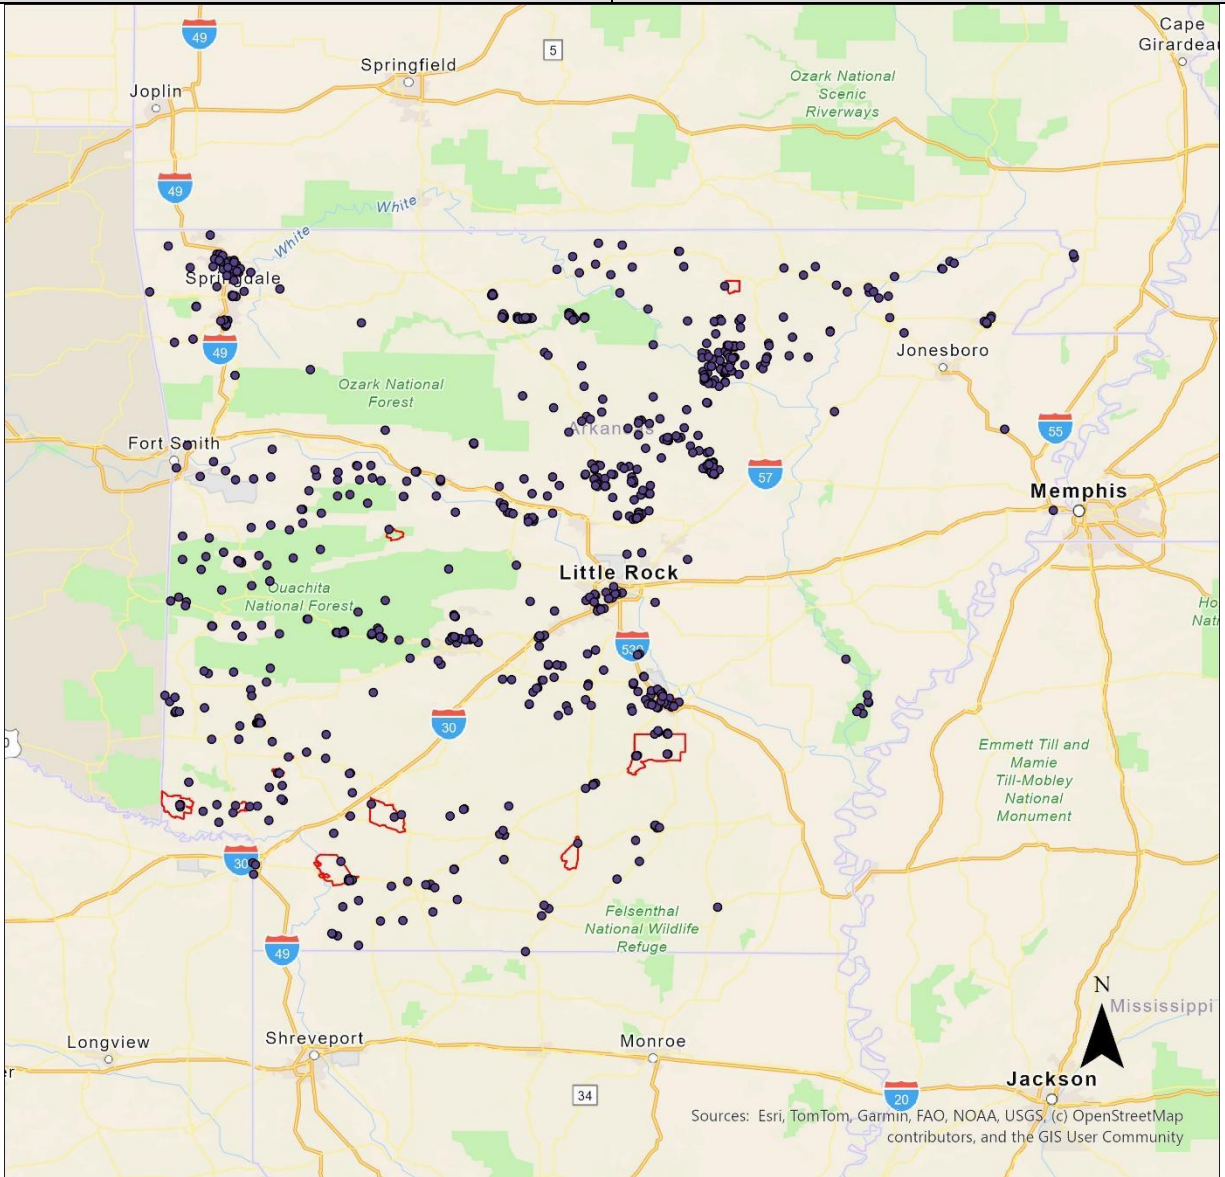 49
Cape
Girardeau
Springfield
5
Joplin
Ozark National
Scenic
Riverways
49
White
White
Springdale
49
Jonesboro
Ozark National
Forest
Arkansas
Fort Smith
55
57
Memphis
Little Rock
Ouachita
National Forest
530
30
Emmett Till and
Mamie
Till-Mobley
National
Monument
30
Felsenthal
National Wildlife
Refuge
49
N
Mississippi
Longview
Shreveport
Monroe
Jackson
34
20
Sources: Esri, TomTom, Garmin, FAO, NOAA, USGS, (c) OpenStreetMap
contributors, and the GIS User Community